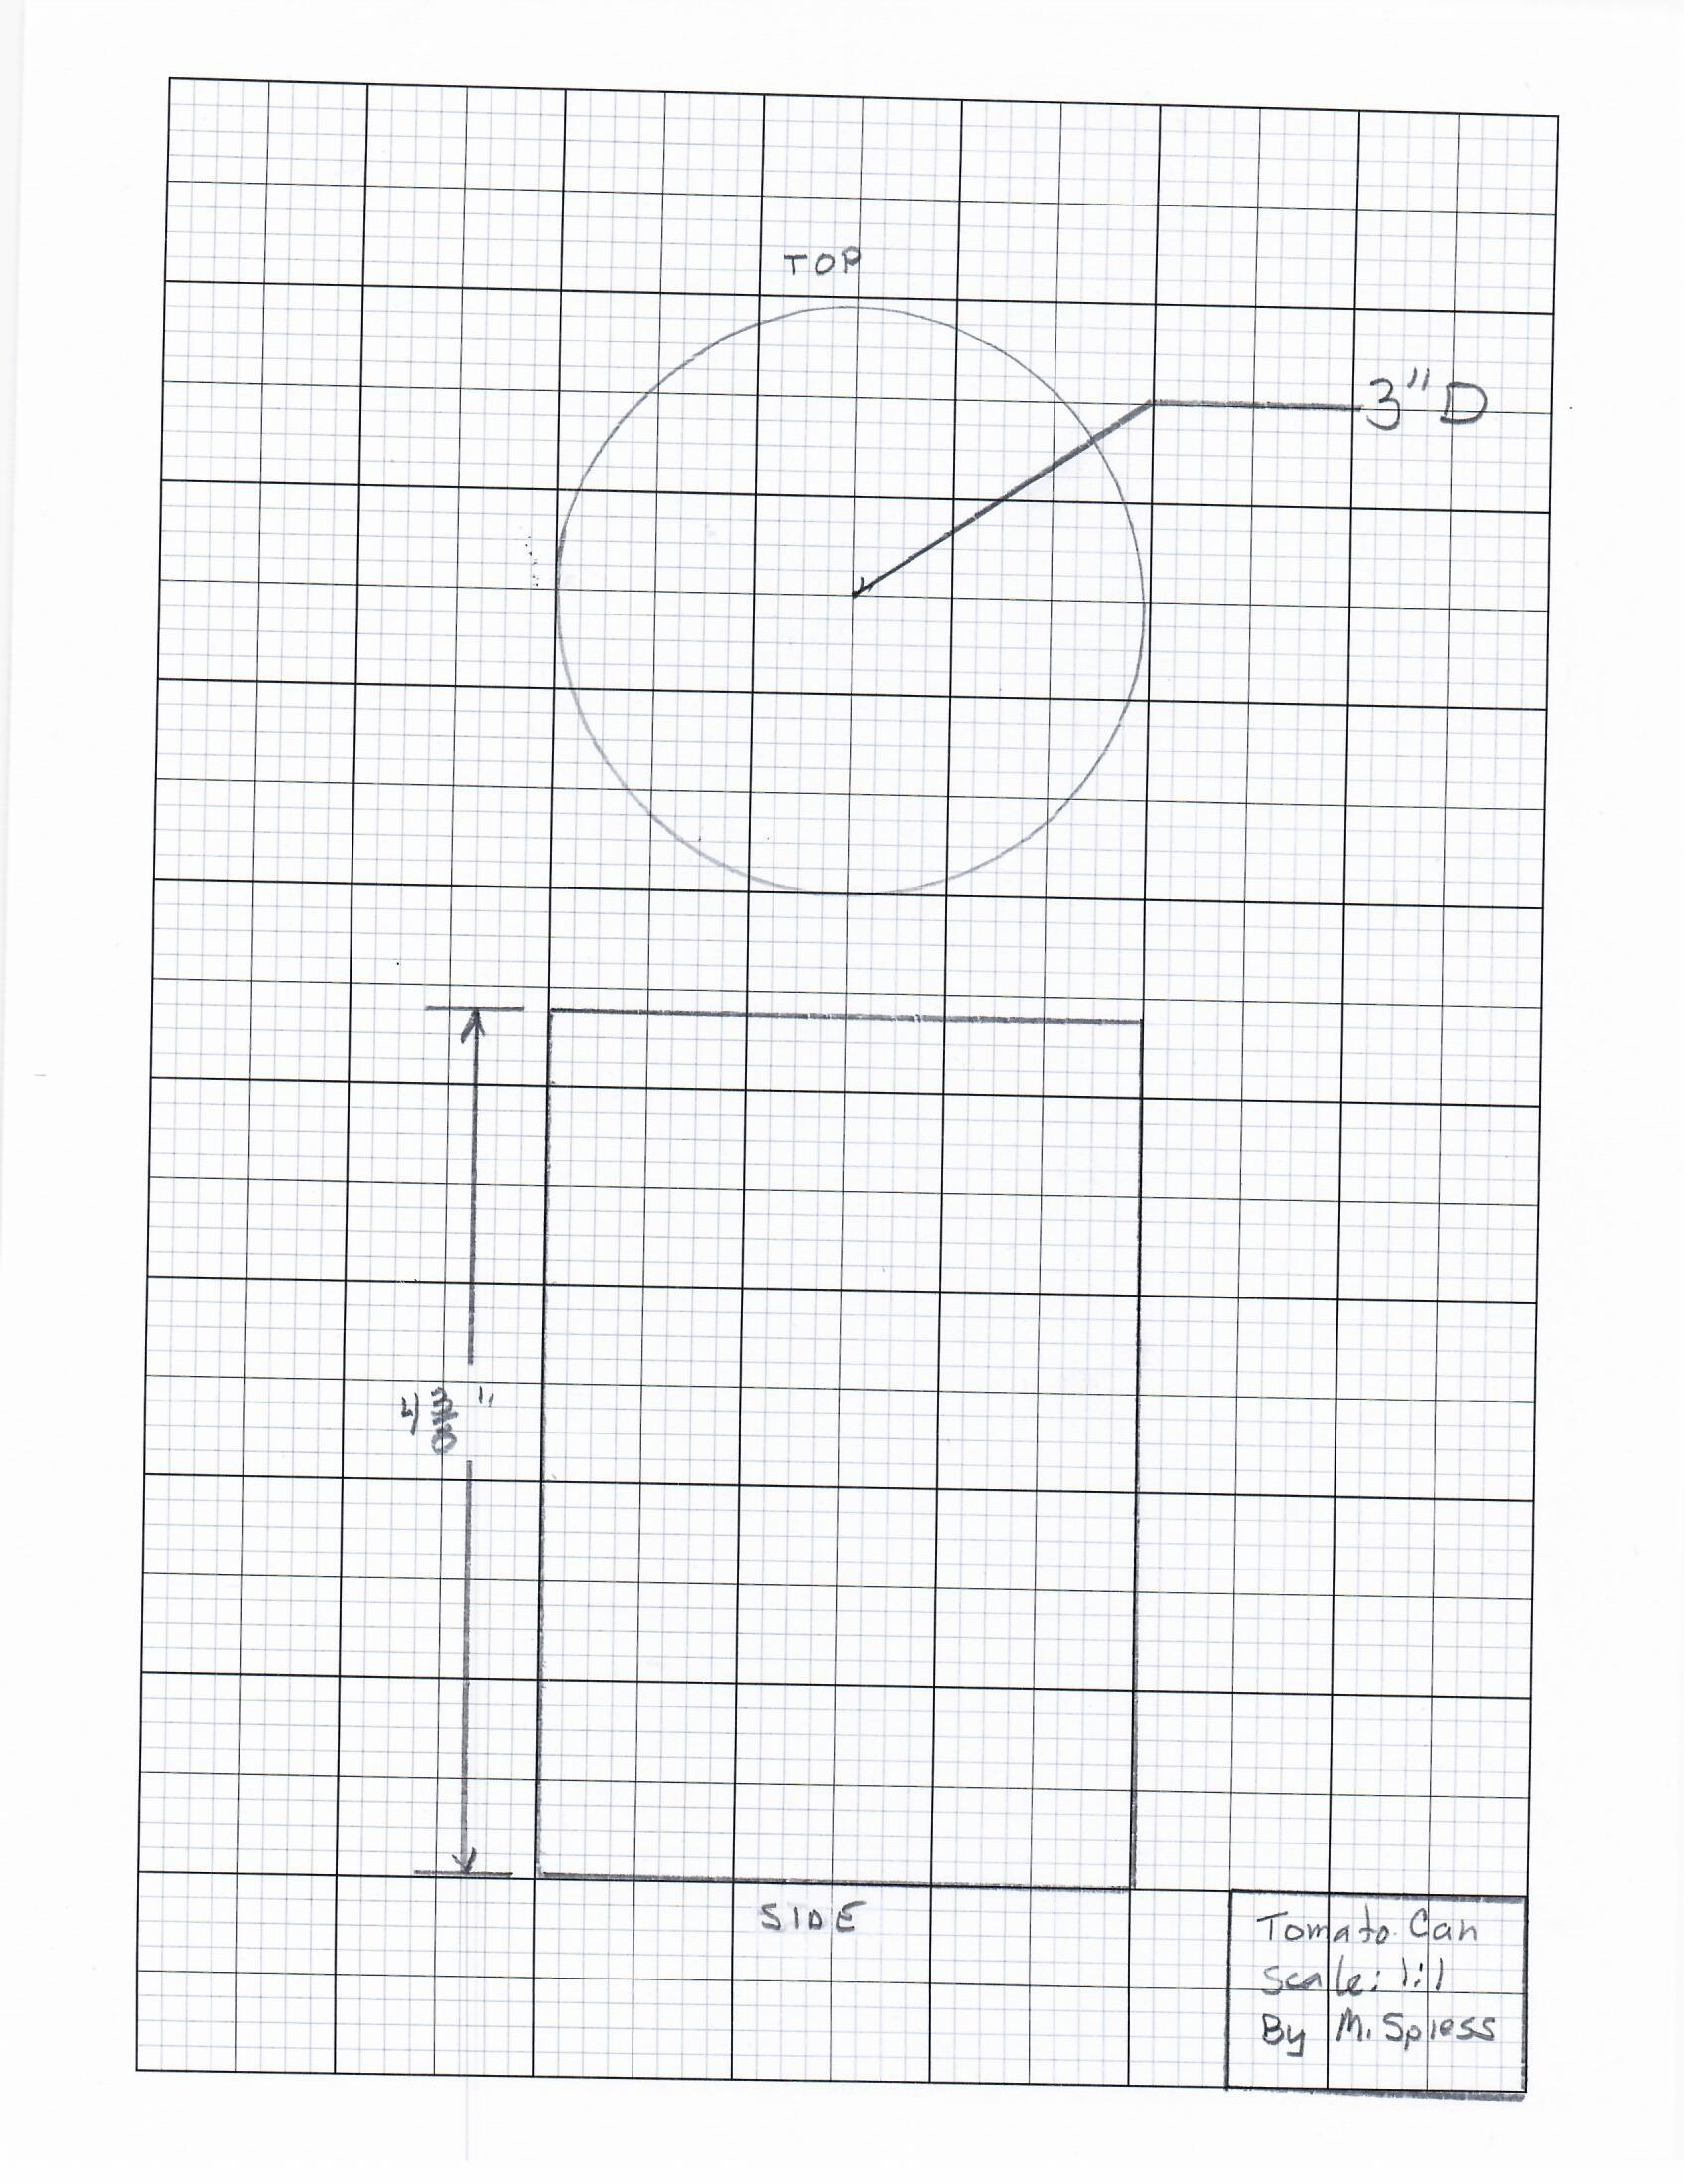 TOP
3" D
4 3/8"
SIDE
Tomato Can
Scale: 1:1
By M. Spiess